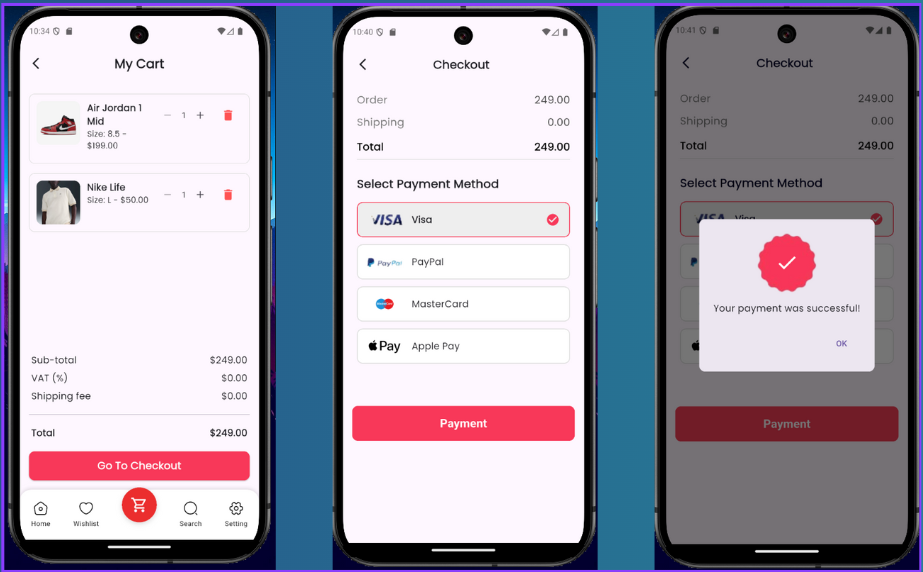 10:34
My Cart
Air Jordan 1
Mid
Size: 8.5 -
$199.00
1
Nike Life
Size: L - $50.00
1
Sub-total $249.00
VAT (%) $0.00
Shipping fee $0.00
Total $249.00
Go To Checkout
Home Wishlist Search Setting
10:40
Checkout
Order 249.00
Shipping 0.00
Total 249.00
Select Payment Method
VISA Visa
PayPal PayPal
MasterCard
Pay Apple Pay
Payment
10:41
Checkout
Order 249.00
Shipping 0.00
Total 249.00
Select Payment Method
VISA Visa
Your payment was successful!
OK
Payment